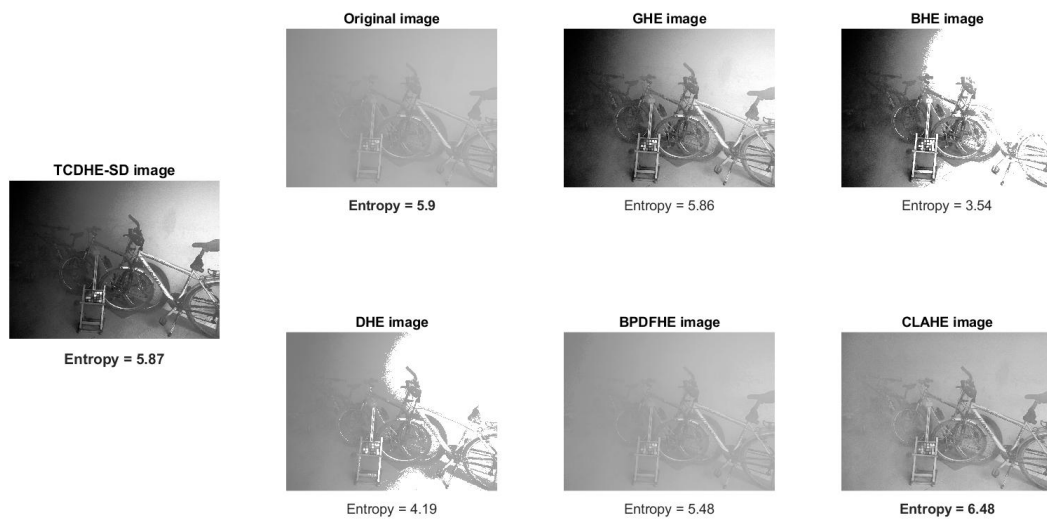 Original image
GHE image
BHE image
Entropy = 5.9
Entropy = 5.86
Entropy = 3.54
TCDHE-SD image
Entropy = 5.87
DHE image
BPDFHE image
CLAHE image
Entropy = 4.19
Entropy = 5.48
Entropy = 6.48